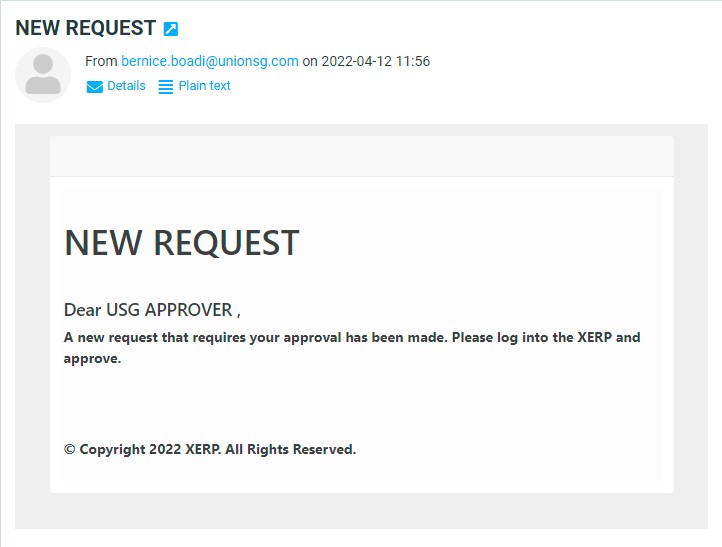 NEW REQUEST
From bernice.boadi@unionsg.com on 2022-04-12 11:56
Details Plain text
NEW REQUEST
Dear USG APPROVER ,
A new request that requires your approval has been made. Please log into the XERP and
approve.
© Copyright 2022 XERP. All Rights Reserved.